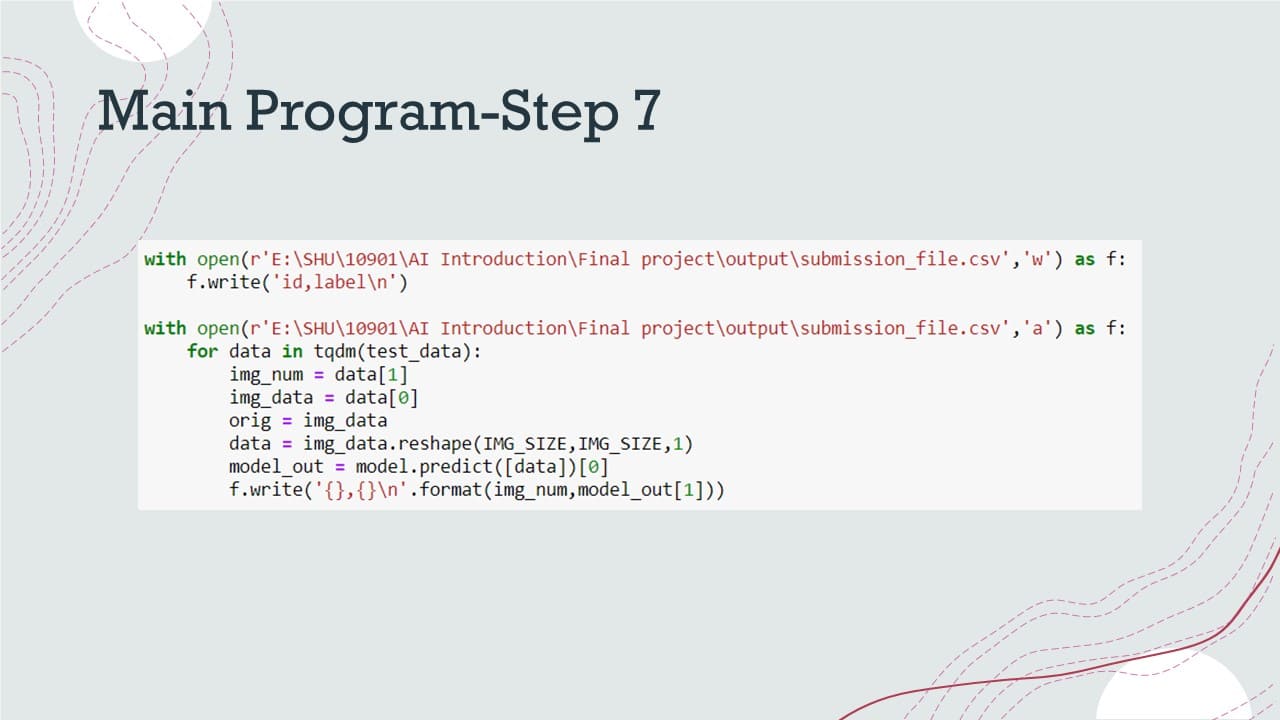 Main Program-Step 7
with open(r'E:\SHU\10901\AI Introduction\Final project\output\submission_file.csv','w') as f:
    f.write('id,label\n')
with open(r'E:\SHU\10901\AI Introduction\Final project\output\submission_file.csv','a') as f:
    for data in tqdm(test_data):
        img_num = data[1]
        img_data = data[0]
        orig = img_data
        data = img_data.reshape(IMG_SIZE,IMG_SIZE,1)
        model_out = model.predict([data])[0]
        f.write('{},{}\n'.format(img_num,model_out[1]))